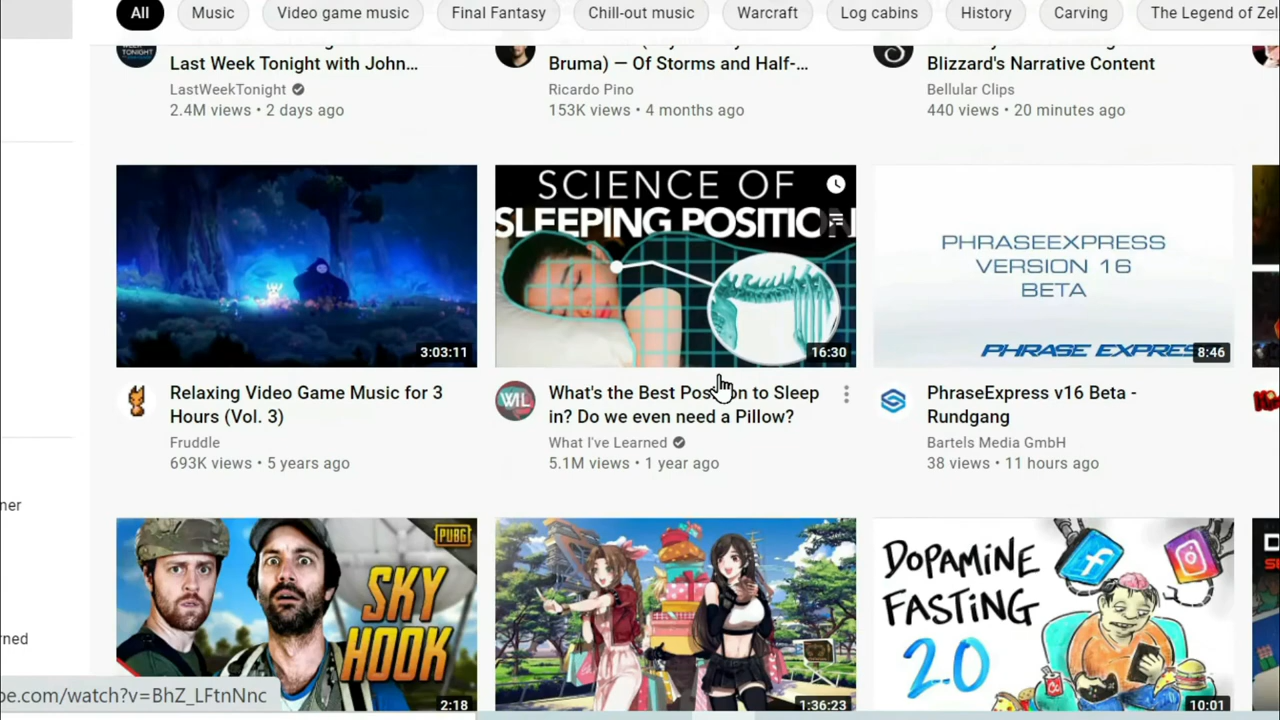 All
Music
Video game music
Final Fantasy
Chill-out music
Warcraft
Log cabins
History
Carving
The Legend of Zel
Last Week Tonight with John...
LastWeekTonight
2.4M views • 2 days ago
Bruma) — Of Storms and Half-...
Ricardo Pino
153K views • 4 months ago
Blizzard's Narrative Content
Bellular Clips
440 views • 20 minutes ago
3:03:11
Relaxing Video Game Music for 3
Hours (Vol. 3)
Fruddle
693K views • 5 years ago
SCIENCE OF
SLEEPING POSITION
16:30
WIL
What's the Best Position to Sleep
in? Do we even need a Pillow?
What I've Learned
5.1M views • 1 year ago
PHRASEEXPRESS
VERSION 16
BETA
PHRASE EXPRES
8:46
PhraseExpress v16 Beta -
Rundgang
Bartels Media GmbH
38 views • 11 hours ago
ner
rned
PUBG
SKY
HOOK
2:18
1:36:23
DOPAMINE
FASTING
2.0
10:01
be.com/watch?v=BhZ_LFtnNnc